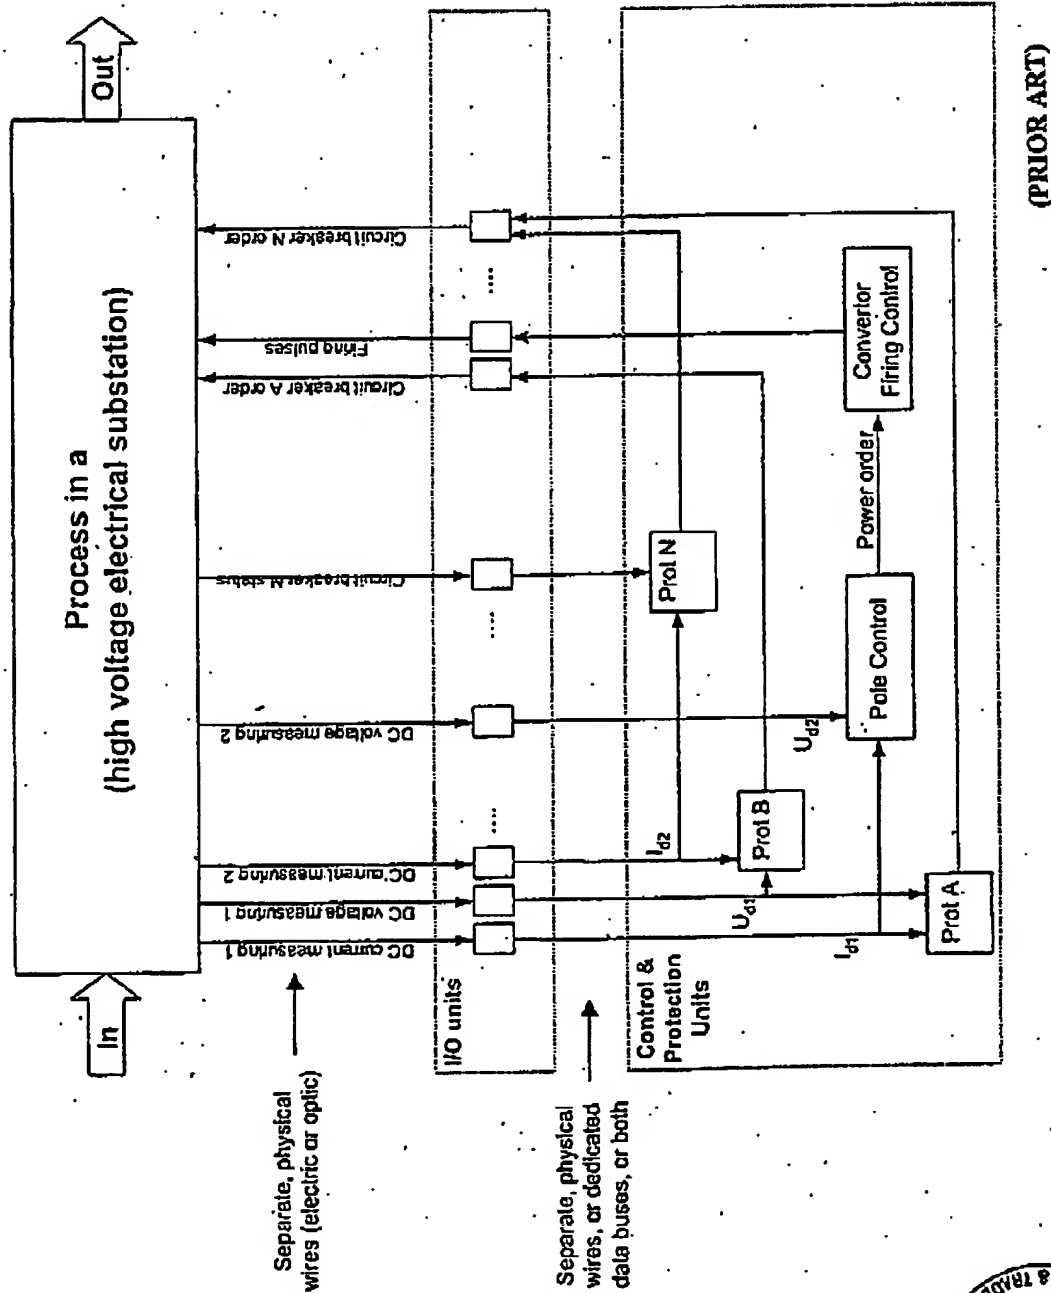 Process in a
(high voltage electrical substation)
In
Out
Separate, physical
wires (electric or optic)
DC current measuring 1
DC voltage measuring 1
DC current measuring 2
DC voltage measuring 2
Circuit breaker N status
Circuit breaker A order
Firing pulses
Circuit breaker N order
I/O units
....
....
....
Separate, physical
wires, or dedicated
data buses, or both
Control &
Protection
Units
Id2
Ud1
Id1
Ud2
Prot N
Prot B
Prot A
Pole Control
Power order
Convertor
Firing Control
(PRIOR ART)